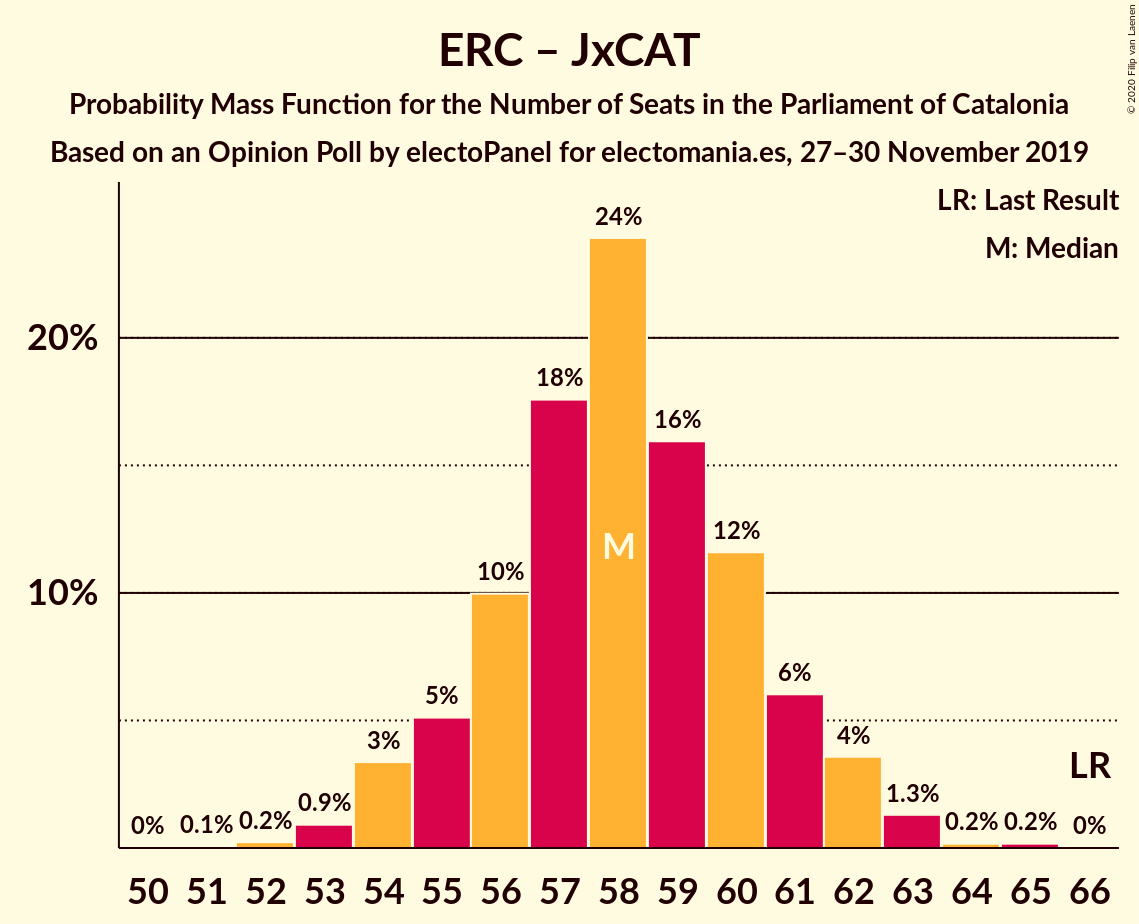 ERC – JxCAT
Probability Mass Function for the Number of Seats in the Parliament of Catalonia
Based on an Opinion Poll by electoPanel for electomania.es, 27–30 November 2019
© 2020 Filip van Laenen
LR: Last Result
M: Median
20%
10%
0%
0.1%
0.2%
0.9%
3%
5%
10%
18%
24%
16%
12%
6%
4%
1.3%
0.2%
0.2%
0%
M
LR
50 51 52 53 54 55 56 57 58 59 60 61 62 63 64 65 66